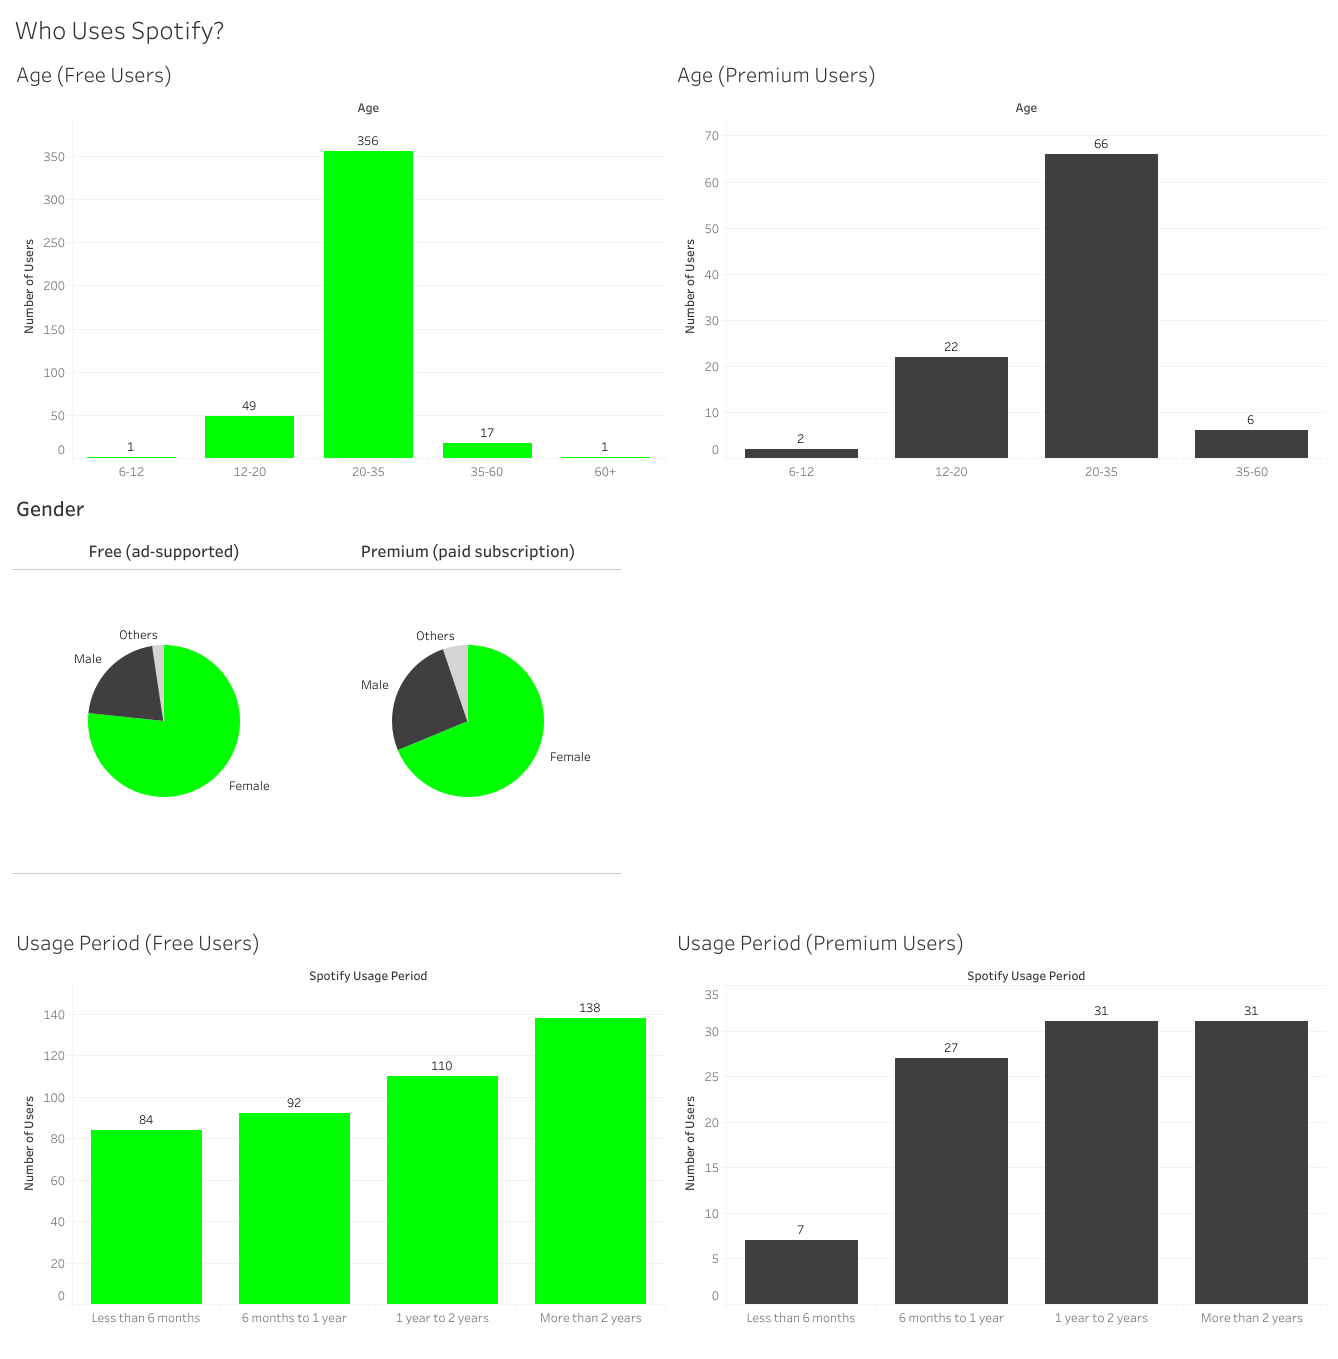 Who Uses Spotify?
Age (Free Users)
Age
Number of Users
350
300
250
200
150
100
50
0
1
49
356
17
1
6-12
12-20
20-35
35-60
60+
Age (Premium Users)
Age
Number of Users
70
60
50
40
30
20
10
0
2
22
66
6
6-12
12-20
20-35
35-60
Gender
Free (ad-supported)
Premium (paid subscription)
Others
Male
Female
Others
Male
Female
Usage Period (Free Users)
Spotify Usage Period
Number of Users
140
120
100
80
60
40
20
0
84
92
110
138
Less than 6 months
6 months to 1 year
1 year to 2 years
More than 2 years
Usage Period (Premium Users)
Spotify Usage Period
Number of Users
35
30
25
20
15
10
5
0
7
27
31
31
Less than 6 months
6 months to 1 year
1 year to 2 years
More than 2 years